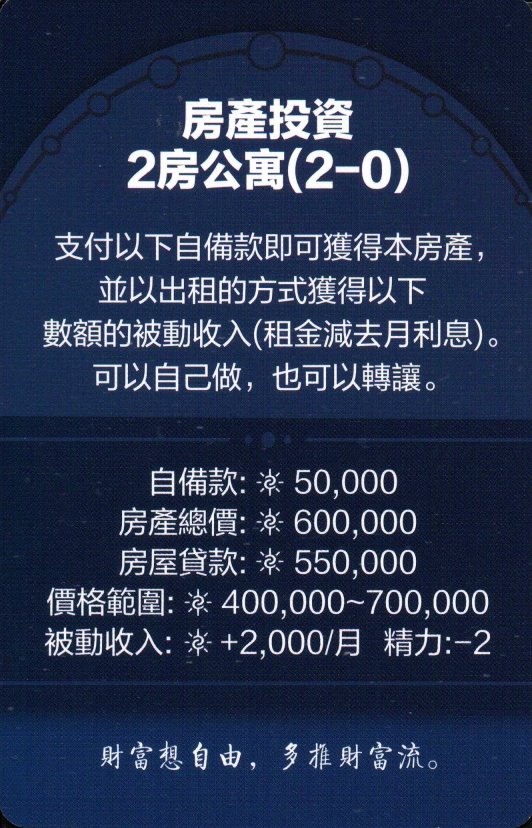 房產投資
2房公寓(2-0)
支付以下自備款即可獲得本房產，
並以出租的方式獲得以下
數額的被動收入(租金減去月利息)。
可以自己做，也可以轉讓。
自備款: 50,000
房產總價: 600,000
房屋貸款: 550,000
價格範圍: 400,000~700,000
被動收入: +2,000/月 精力:-2
財富想自由，多推財富流。